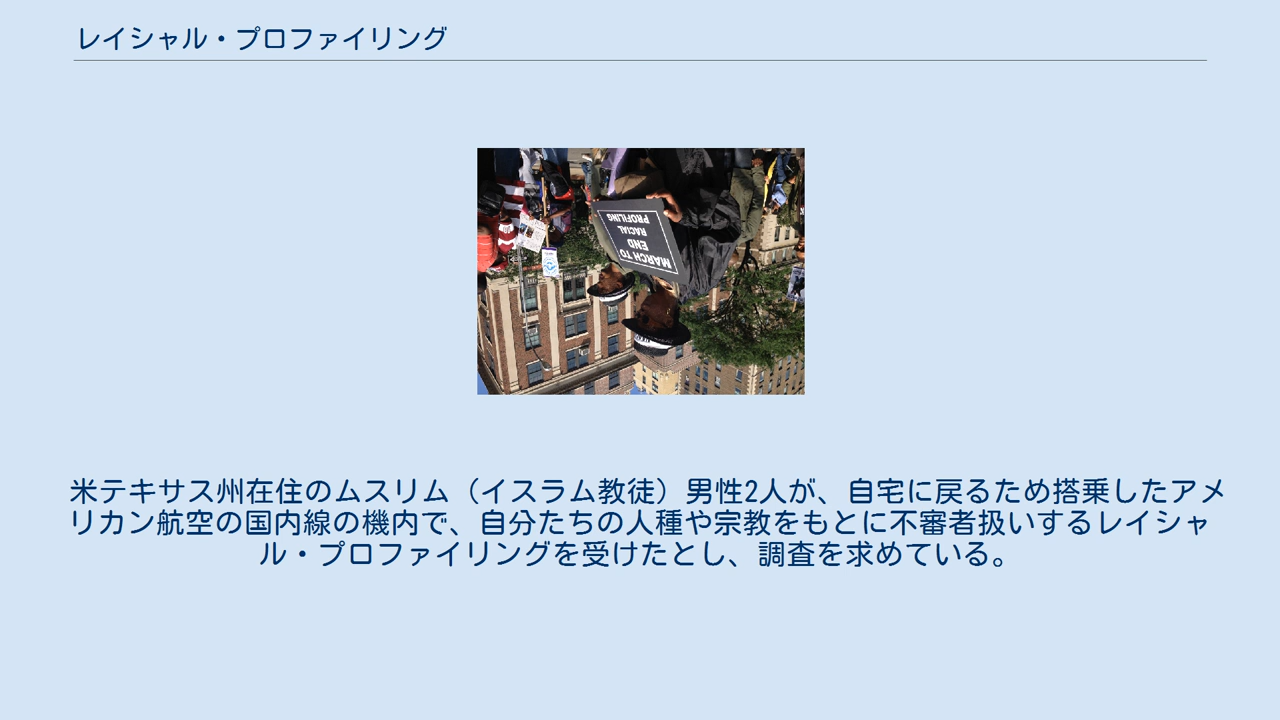 レイシャル・プロファイリング
MARCH TO
END
RACIAL
PROFILING
米テキサス州在住のムスリム（イスラム教徒）男性2人が、自宅に戻るため搭乗したアメ
リカン航空の国内線の機内で、自分たちの人種や宗教をもとに不審者扱いするレイシャ
ル・プロファイリングを受けたとし、調査を求めている。